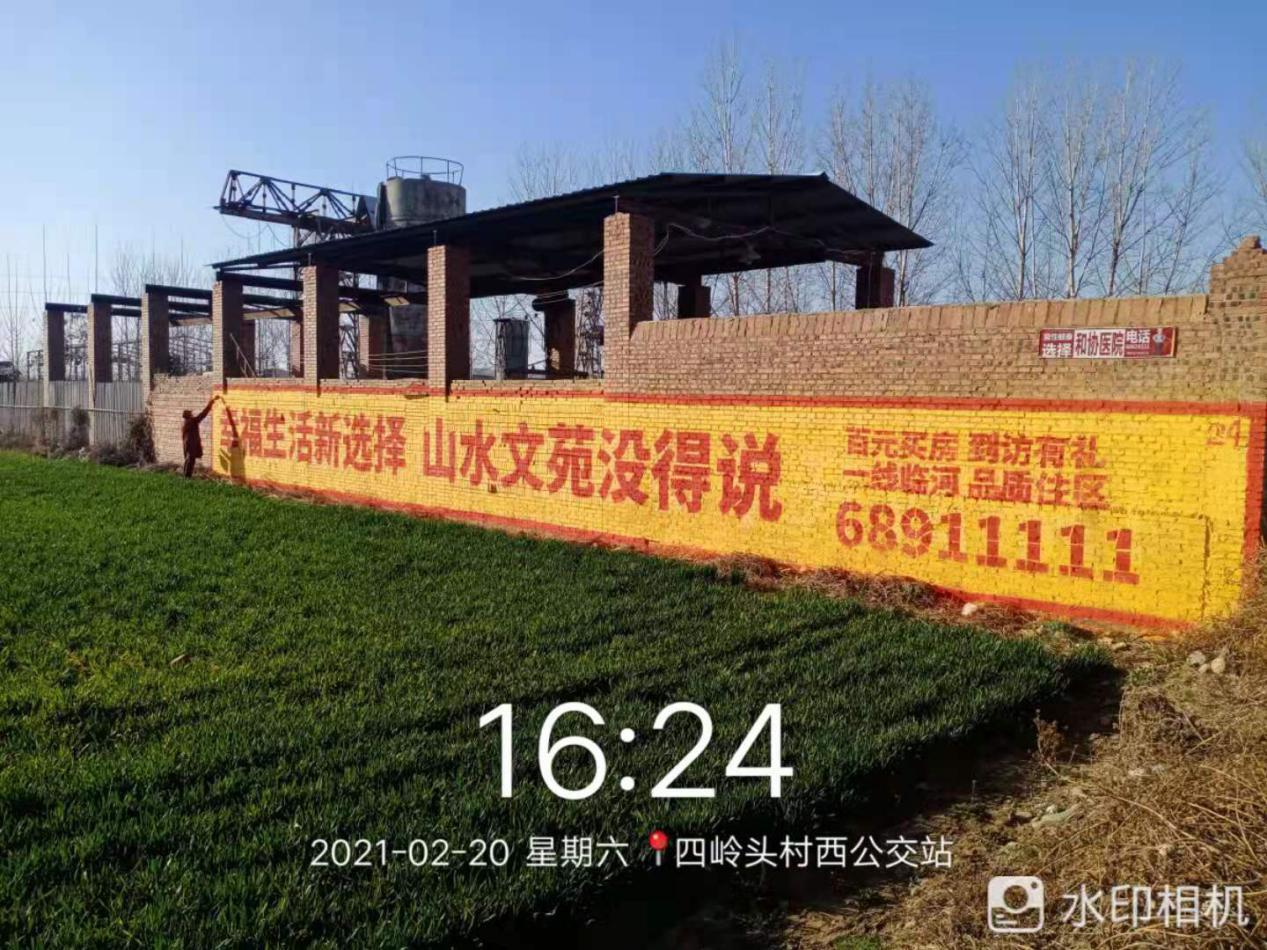 选择 和协医院 电话
幸福生活新选择 山水文苑没得说
百元买房 到访有礼
一线临河 品质住区
68911111
24
16:24
2021-02-20 星期六 四岭头村西公交站
水印相机